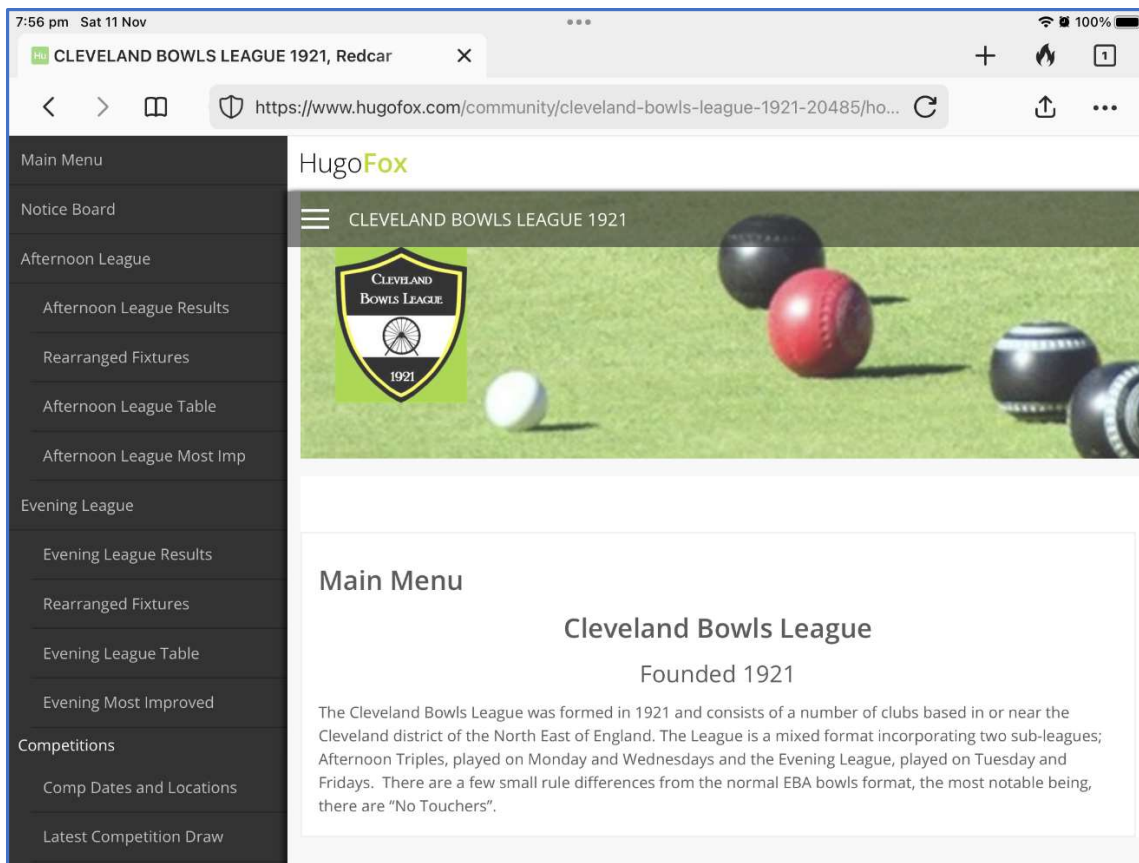 7:56 pm Sat 11 Nov
100%
Hu CLEVELAND BOWLS LEAGUE 1921, Redcar
1
https://www.hugofox.com/community/cleveland-bowls-league-1921-20485/ho...
Main Menu
Notice Board
Afternoon League
Afternoon League Results
Rearranged Fixtures
Afternoon League Table
Afternoon League Most Imp
Evening League
Evening League Results
Rearranged Fixtures
Evening League Table
Evening Most Improved
Competitions
Comp Dates and Locations
Latest Competition Draw
HugoFox
CLEVELAND BOWLS LEAGUE 1921
CLEVELAND
BOWLS LEAGUE
1921
Main Menu
Cleveland Bowls League
Founded 1921
The Cleveland Bowls League was formed in 1921 and consists of a number of clubs based in or near the
Cleveland district of the North East of England. The League is a mixed format incorporating two sub-leagues;
Afternoon Triples, played on Monday and Wednesdays and the Evening League, played on Tuesday and
Fridays. There are a few small rule differences from the normal EBA bowls format, the most notable being,
there are “No Touchers”.